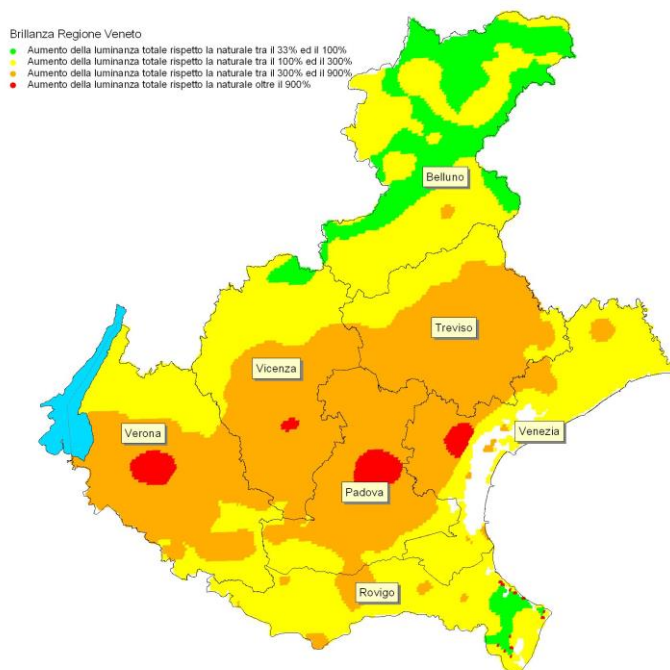 Brillanza Regione Veneto
Aumento della luminanza totale rispetto la naturale tra il 33% ed il 100%
Aumento della luminanza totale rispetto la naturale tra il 100% ed il 300%
Aumento della luminanza totale rispetto la naturale tra il 300% ed il 900%
Aumento della luminanza totale rispetto la naturale oltre il 900%
Belluno
Treviso
Vicenza
Verona
Venezia
Padova
Rovigo